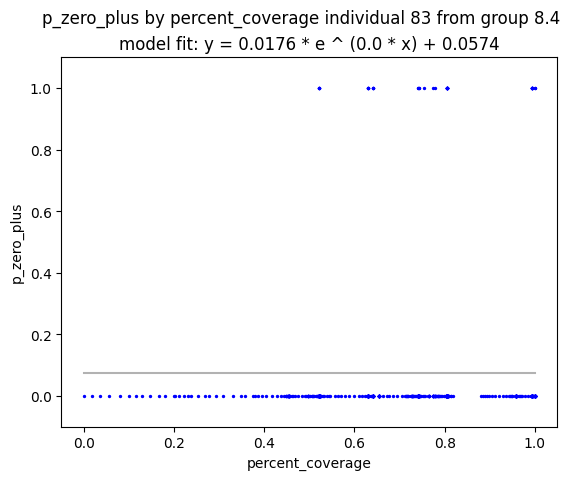 p_zero_plus by percent_coverage individual 83 from group 8.4
model fit: y = 0.0176 * e ^ (0.0 * x) + 0.0574
1.0
0.8
0.6
0.4
0.2
0.0
p_zero_plus
0.0 0.2 0.4 0.6 0.8 1.0
percent_coverage